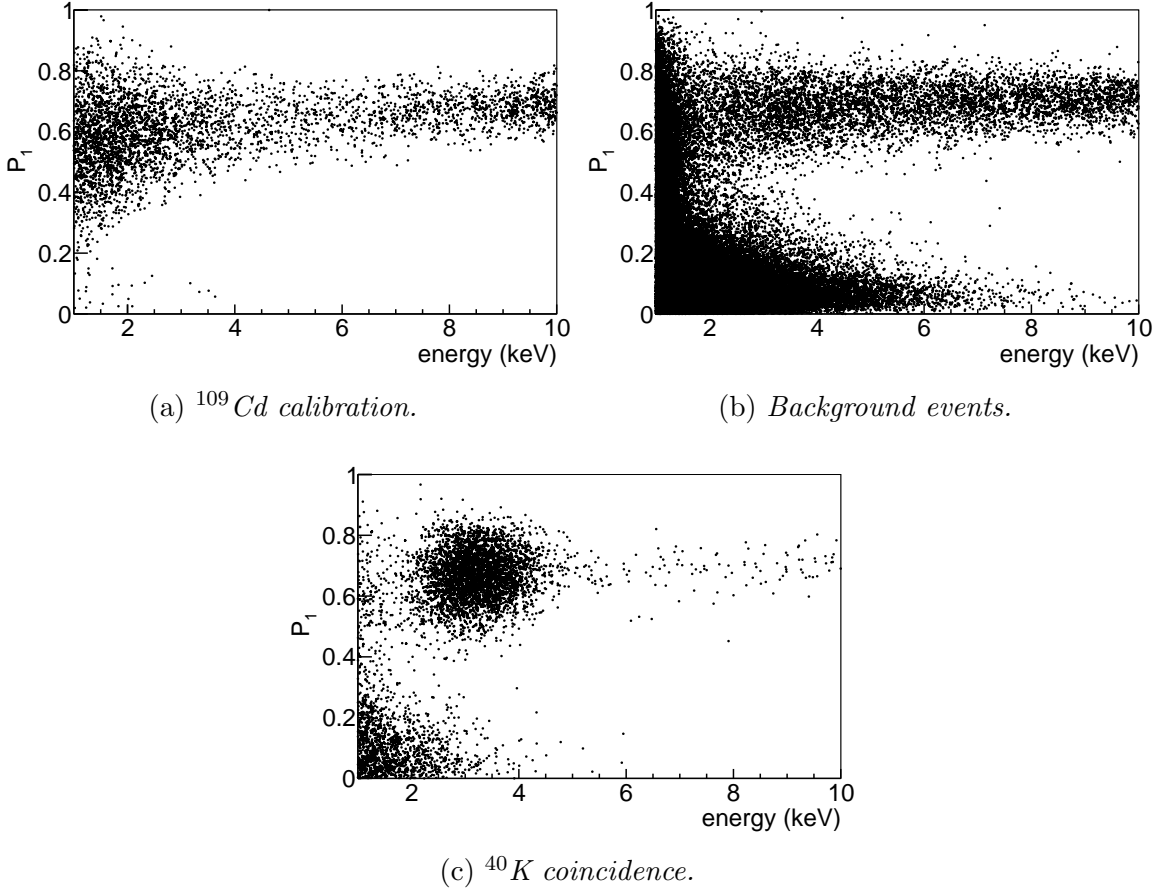 1
0.8
0.6
0.4
0.2
0
P₁
2 4 6 8 10
energy (keV)
(a) ¹⁰⁹Cd calibration.
1
0.8
0.6
0.4
0.2
0
P₁
2 4 6 8 10
energy (keV)
(b) Background events.
1
0.8
0.6
0.4
0.2
0
P₁
2 4 6 8 10
energy (keV)
(c) ⁴⁰K coincidence.